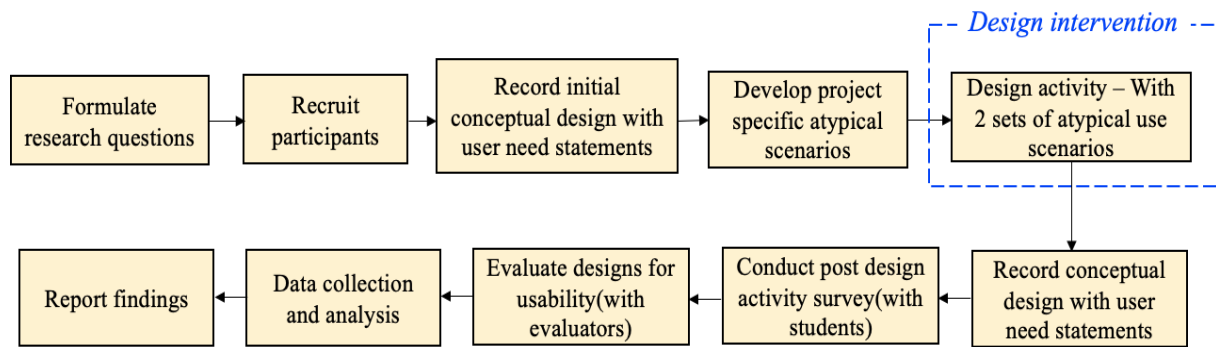 Design intervention
Formulate
research questions
Recruit
participants
Record initial
conceptual design with
user need statements
Develop project
specific atypical
scenarios
Design activity – With
2 sets of atypical use
scenarios
Record conceptual
design with user
need statements
Conduct post design
activity survey(with
students)
Evaluate designs for
usability(with
evaluators)
Data collection
and analysis
Report findings